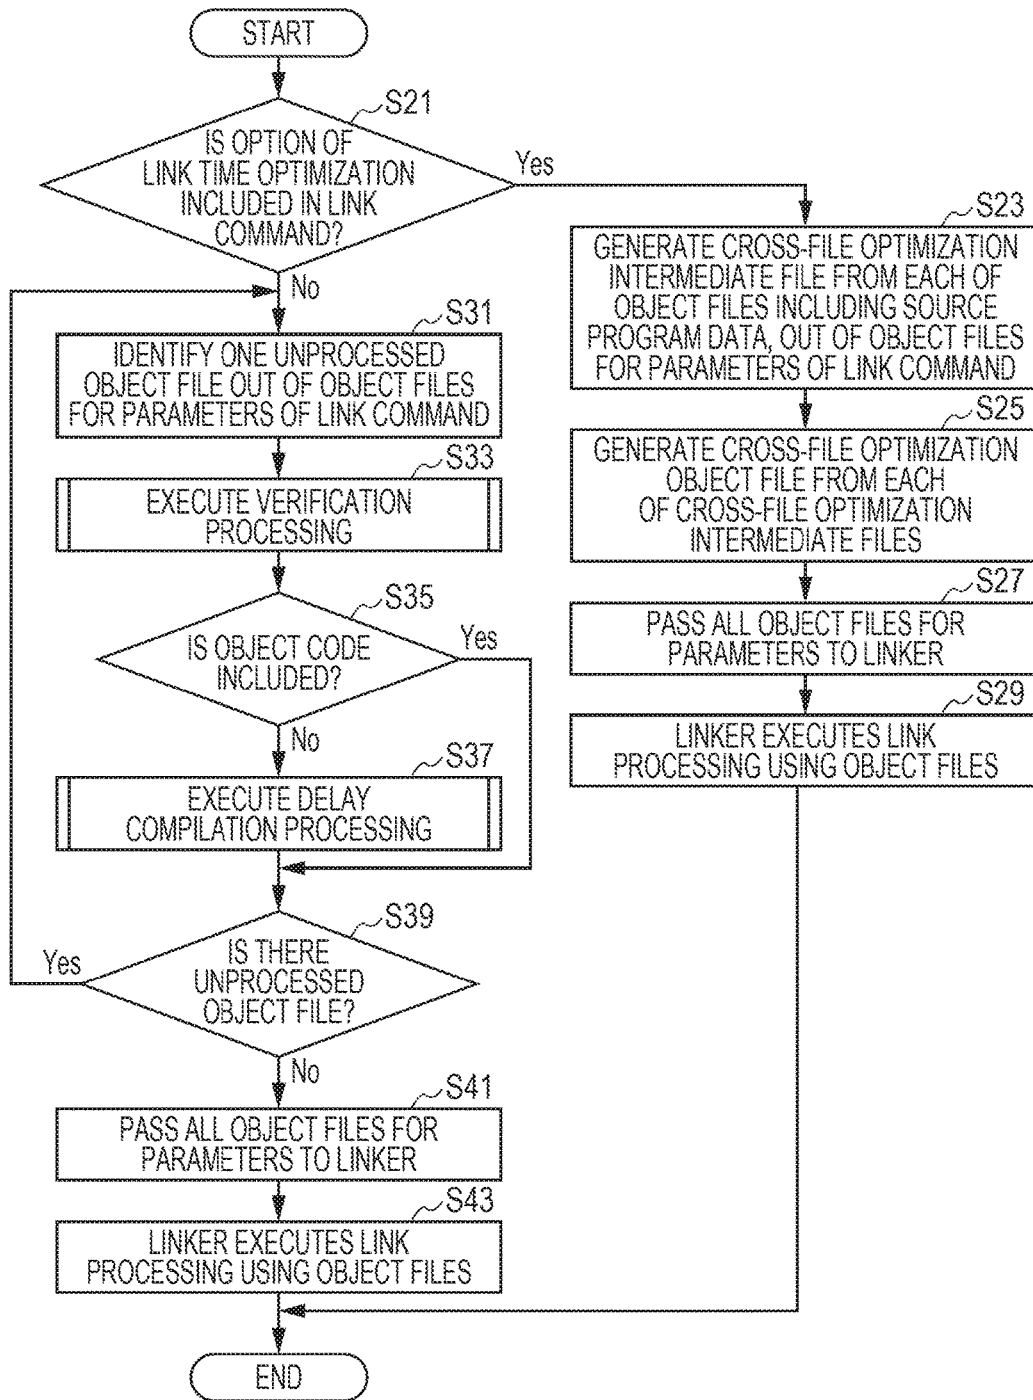 START
S21
IS OPTION OF
LINK TIME OPTIMIZATION
INCLUDED IN LINK
COMMAND?
Yes
No
S31
IDENTIFY ONE UNPROCESSED
OBJECT FILE OUT OF OBJECT FILES
FOR PARAMETERS OF LINK COMMAND
S33
EXECUTE VERIFICATION
PROCESSING
S35
IS OBJECT CODE
INCLUDED?
Yes
No
S37
EXECUTE DELAY
COMPILATION PROCESSING
S39
IS THERE
UNPROCESSED
OBJECT FILE?
Yes
No
S41
PASS ALL OBJECT FILES FOR
PARAMETERS TO LINKER
S43
LINKER EXECUTES LINK
PROCESSING USING OBJECT FILES
END
S23
GENERATE CROSS-FILE OPTIMIZATION
INTERMEDIATE FILE FROM EACH OF
OBJECT FILES INCLUDING SOURCE
PROGRAM DATA, OUT OF OBJECT FILES
FOR PARAMETERS OF LINK COMMAND
S25
GENERATE CROSS-FILE OPTIMIZATION
OBJECT FILE FROM EACH
OF CROSS-FILE OPTIMIZATION
INTERMEDIATE FILES
S27
PASS ALL OBJECT FILES FOR
PARAMETERS TO LINKER
S29
LINKER EXECUTES LINK
PROCESSING USING OBJECT FILES